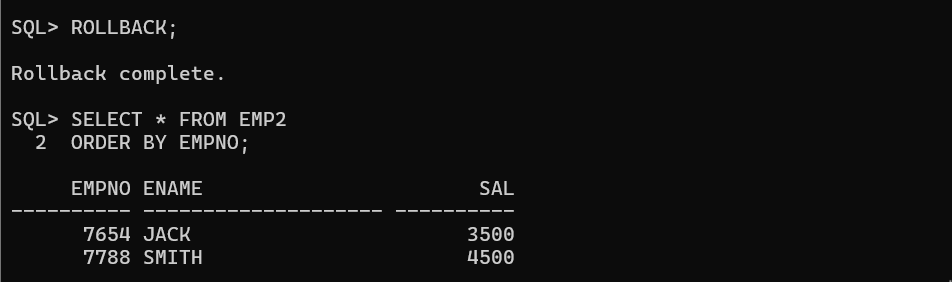 SQL> ROLLBACK;
Rollback complete.
SQL> SELECT * FROM EMP2
  2  ORDER BY EMPNO;
     EMPNO ENAME                       SAL
---------- -------------------- ----------
      7654 JACK                       3500
      7788 SMITH                      4500